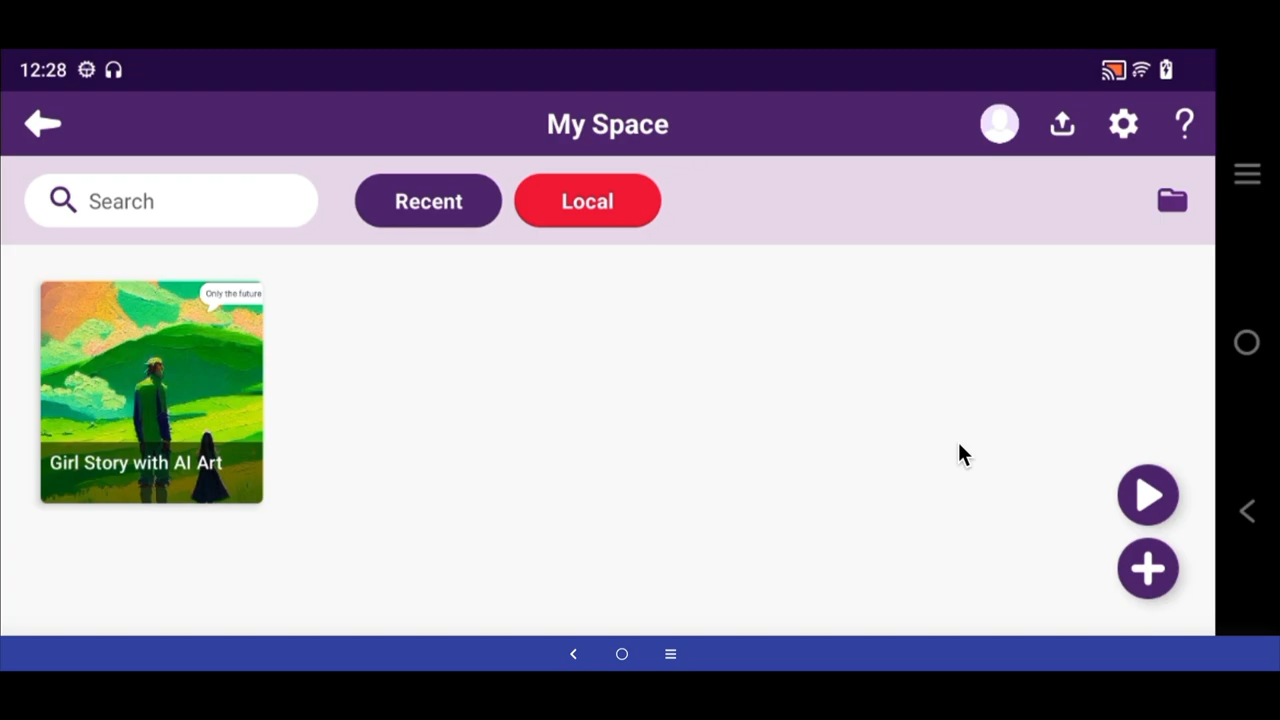 12:28
My Space
?
Search
Recent
Local
Only the future
Girl Story with AI Art